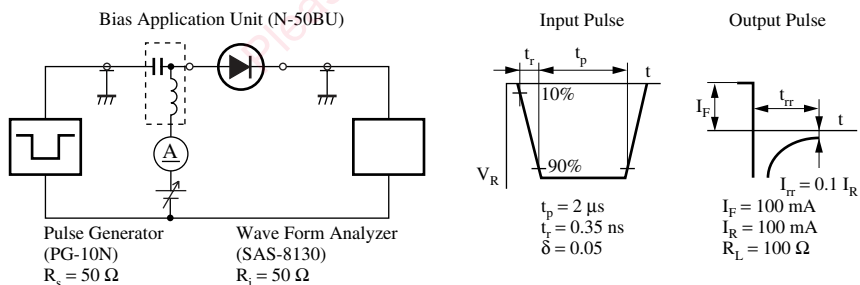 Bias Application Unit (N-50BU)
A
Pulse Generator
(PG-10N)
Rs = 50 Ω
Wave Form Analyzer
(SAS-8130)
Ri = 50 Ω
Input Pulse
tr
tp
t
10%
90%
VR
tp = 2 μs
tr = 0.35 ns
δ = 0.05
Output Pulse
IF
trr
t
Irr = 0.1 IR
IF = 100 mA
IR = 100 mA
RL = 100 Ω